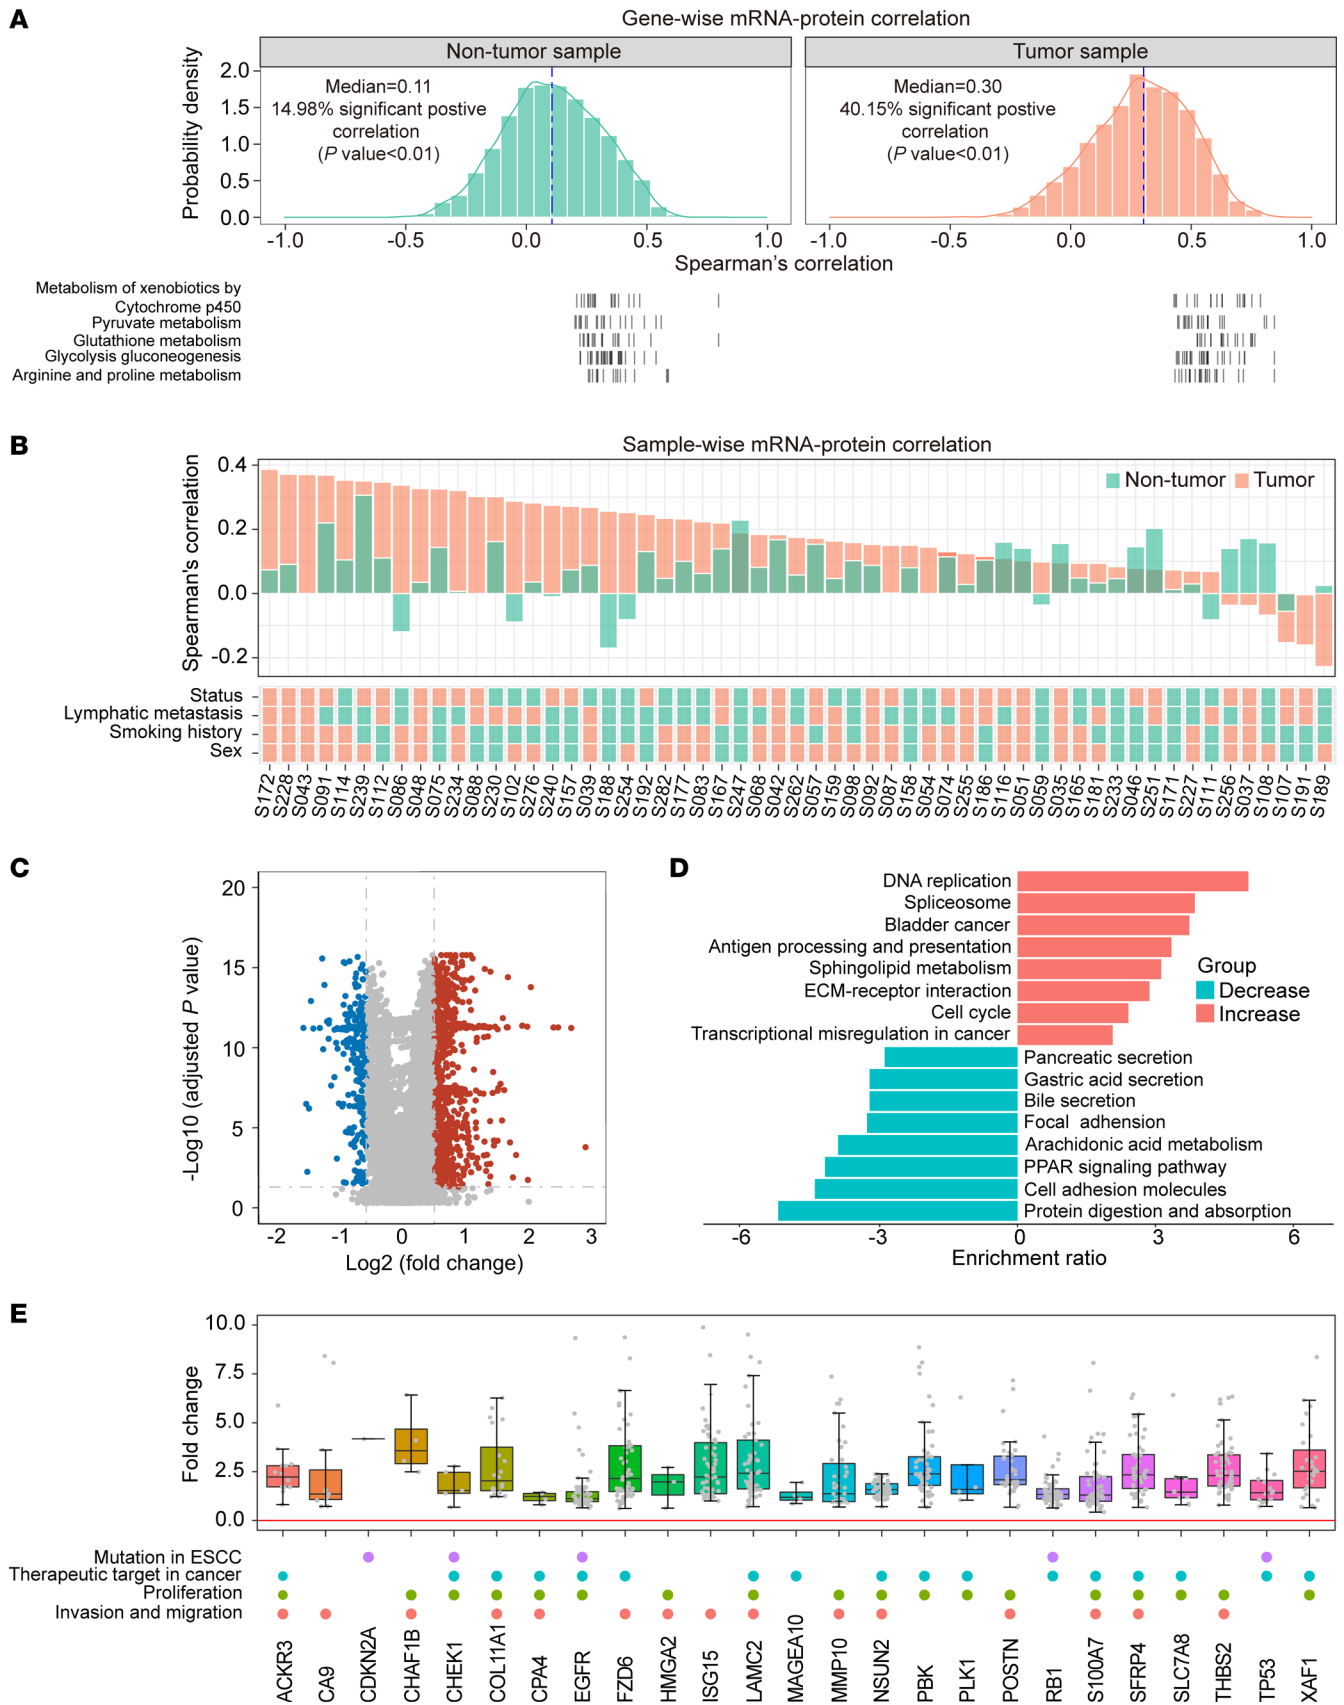 A
Gene-wise mRNA-protein correlation
Non-tumor sample
Tumor sample
Probability density
2.0
1.5
1.0
0.5
0.0
Median=0.11
14.98% significant postive
correlation
(P value<0.01)
Median=0.30
40.15% significant postive
correlation
(P value<0.01)
-1.0 -0.5 0.0 0.5 1.0
-1.0 -0.5 0.0 0.5 1.0
Spearman's correlation
Metabolism of xenobiotics by
Cytochrome p450
Pyruvate metabolism
Glutathione metabolism
Glycolysis gluconeogenesis
Arginine and proline metabolism
B
Sample-wise mRNA-protein correlation
Spearman's correlation
0.4
0.2
0.0
-0.2
Non-tumor Tumor
Status
Lymphatic metastasis
Smoking history
Sex
S172 S228 S043 S091 S114 S239 S112 S086 S048 S075 S234 S088 S230 S102 S276 S240 S157 S039 S188 S254 S192 S282 S177 S083 S167 S247 S068 S042 S262 S057 S159 S098 S092 S087 S158 S054 S074 S255 S186 S116 S051 S059 S035 S165 S181 S233 S046 S251 S171 S227 S111 S256 S037 S108 S107 S191 S189
C
-Log10 (adjusted P value)
20
15
10
5
0
-2 -1 0 1 2 3
Log2 (fold change)
D
DNA replication
Spliceosome
Bladder cancer
Antigen processing and presentation
Sphingolipid metabolism
ECM-receptor interaction
Cell cycle
Transcriptional misregulation in cancer
Pancreatic secretion
Gastric acid secretion
Bile secretion
Focal adhension
Arachidonic acid metabolism
PPAR signaling pathway
Cell adhesion molecules
Protein digestion and absorption
Group
Decrease
Increase
-6 -3 0 3 6
Enrichment ratio
E
Fold change
10.0
7.5
5.0
2.5
0.0
Mutation in ESCC
Therapeutic target in cancer
Proliferation
Invasion and migration
ACKR3 CA9 CDKN2A CHAF1B CHEK1 COL11A1 CPA4 EGFR FZD6 HMGA2 ISG15 LAMC2 MAGEA10 MMP10 NSUN2 PBK PLK1 POSTN RB1 S100A7 SFRP4 SLC7A8 THBS2 TP53 XAF1